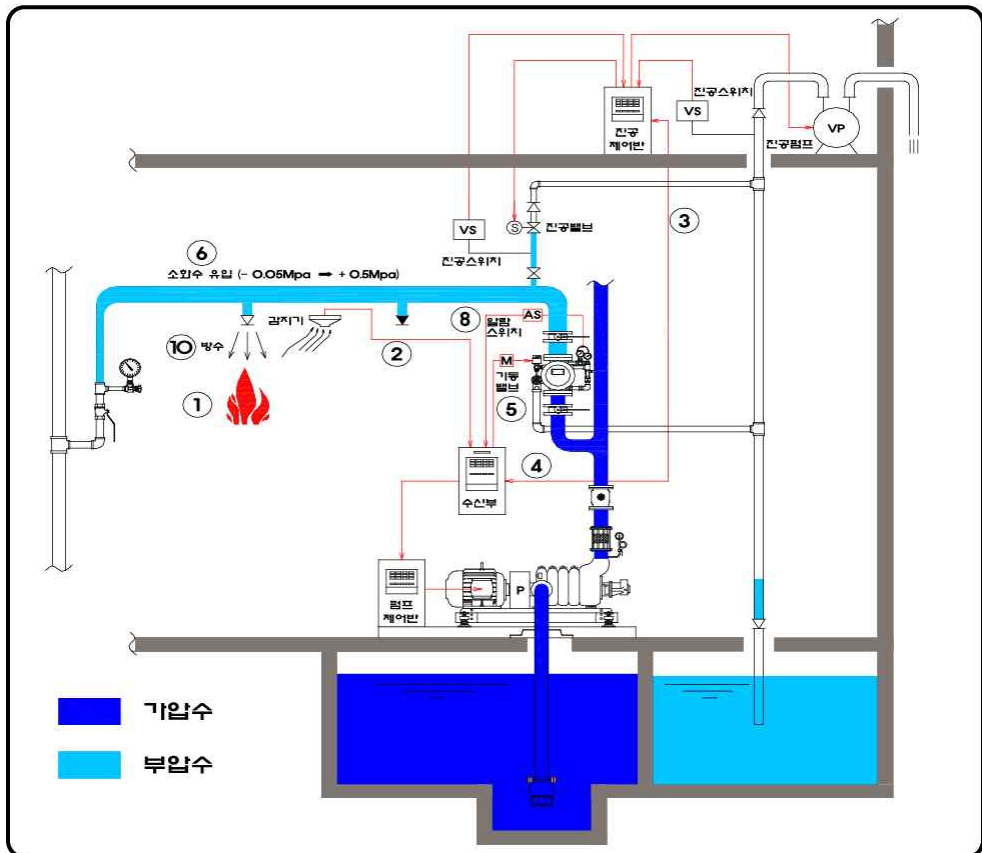 진공스위치
VS
진공
제어반
VP
진공펌프
③
VS
진공스위치
S
진공밸브
⑥
소화수 유입 (- 0.05Mpa ➡ + 0.5Mpa)
감지기
⑧
알람
스위치
AS
⑩ 방수
②
M
기동
밸브
①
⑤
④
수신부
펌프
제어반
P
가압수
부압수